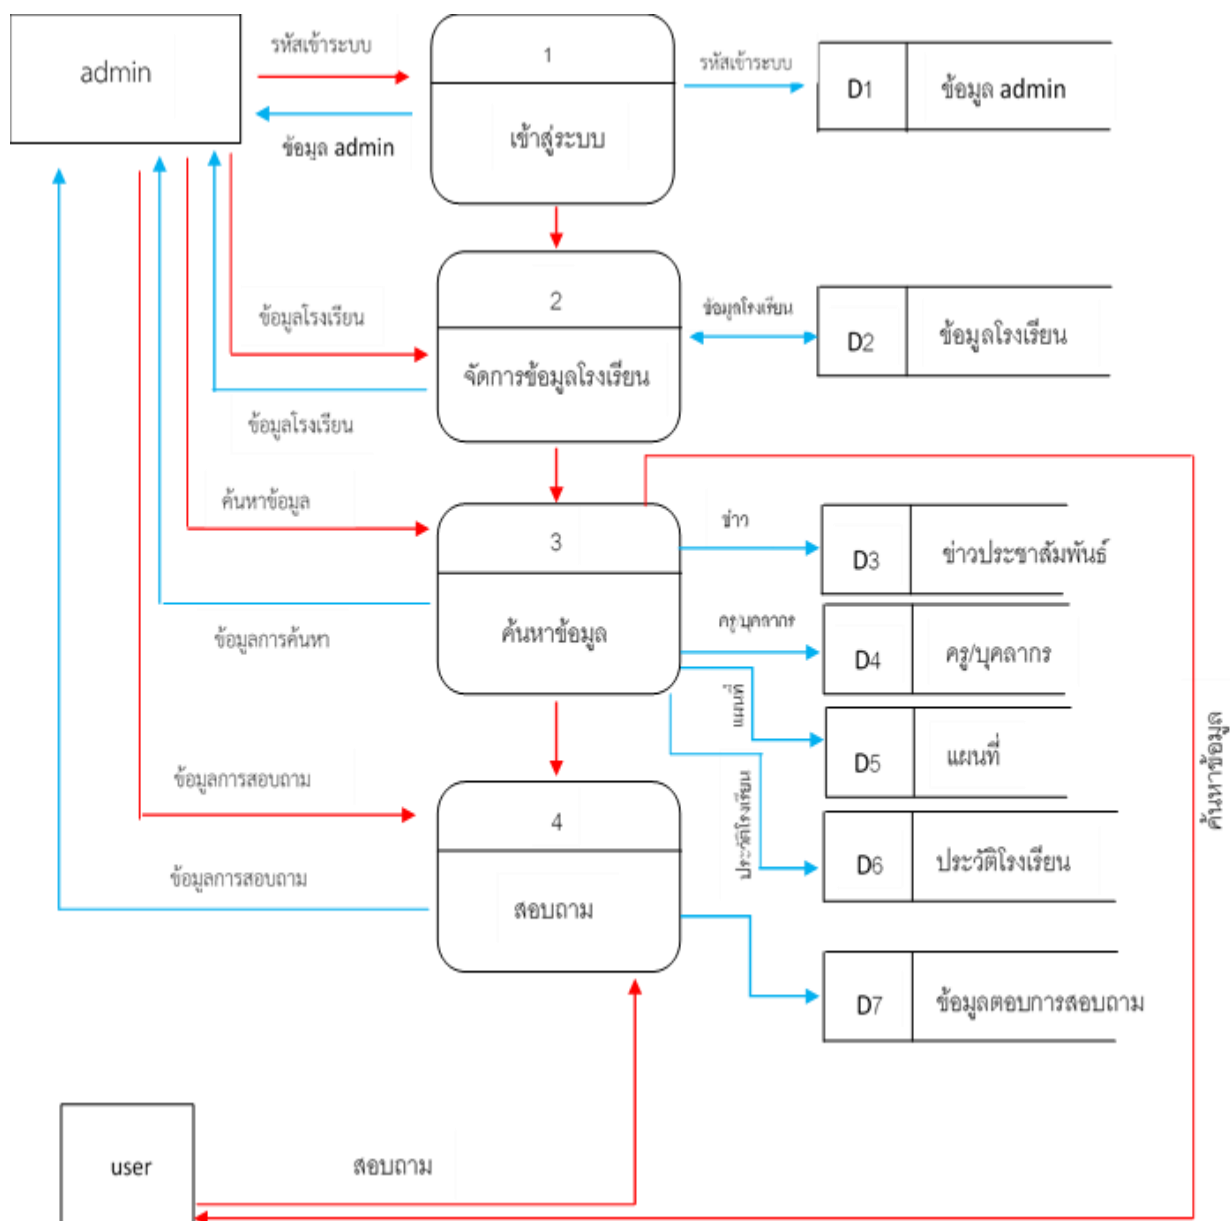 admin
รหัสเข้าระบบ
1
รหัสเข้าระบบ
D1
ข้อมูล admin
ข้อมูล admin
เข้าสู่ระบบ
2
ข้อมูลโรงเรียน
ข้อมูลโรงเรียน
D2
ข้อมูลโรงเรียน
จัดการข้อมูลโรงเรียน
ข้อมูลโรงเรียน
ค้นหาข้อมูล
3
ข่าว
D3
ข่าวประชาสัมพันธ์
ข้อมูลการค้นหา
ค้นหาข้อมูล
ครู/บุคลากร
D4
ครู/บุคลากร
แผนที่
D5
แผนที่
ค้นหาข้อมูล
ข้อมูลการสอบถาม
4
ประวัติโรงเรียน
D6
ประวัติโรงเรียน
ข้อมูลการสอบถาม
สอบถาม
D7
ข้อมูลตอบการสอบถาม
user
สอบถาม